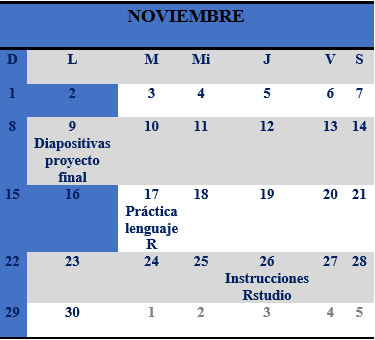 NOVIEMBRE
D L M Mi J V S
1 2 3 4 5 6 7
8 9 10 11 12 13 14
Diapositivas
proyecto
final
15 16 17 18 19 20 21
Práctica
lenguaje
R
22 23 24 25 26 27 28
Instrucciones
Rstudio
29 30 1 2 3 4 5